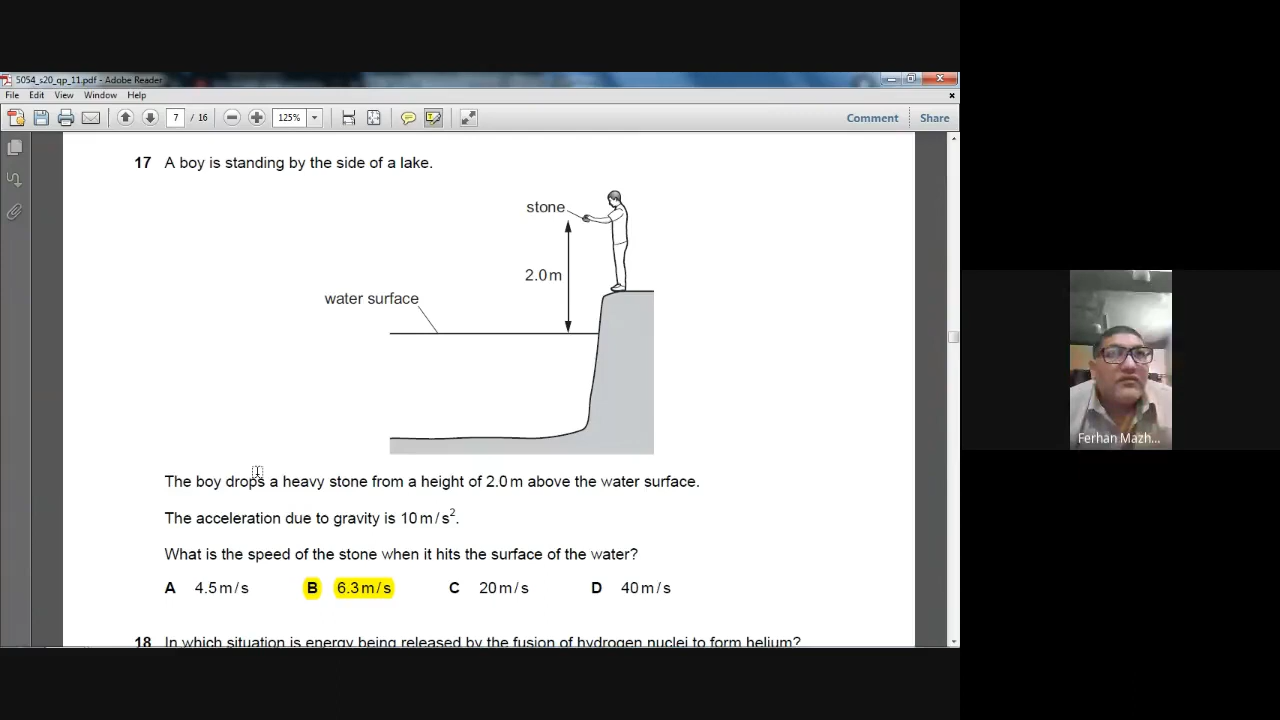 5054_s20_qp_11.pdf - Adobe Reader
File Edit View Window Help
7 / 16 125% Comment Share
17 A boy is standing by the side of a lake.
stone
2.0 m
water surface
The boy drops a heavy stone from a height of 2.0 m above the water surface.
The acceleration due to gravity is 10 m / s².
What is the speed of the stone when it hits the surface of the water?
A 4.5 m / s B 6.3 m / s C 20 m / s D 40 m / s
18 In which situation is energy being released by the fusion of hydrogen nuclei to form helium?
Ferhan Mazh...